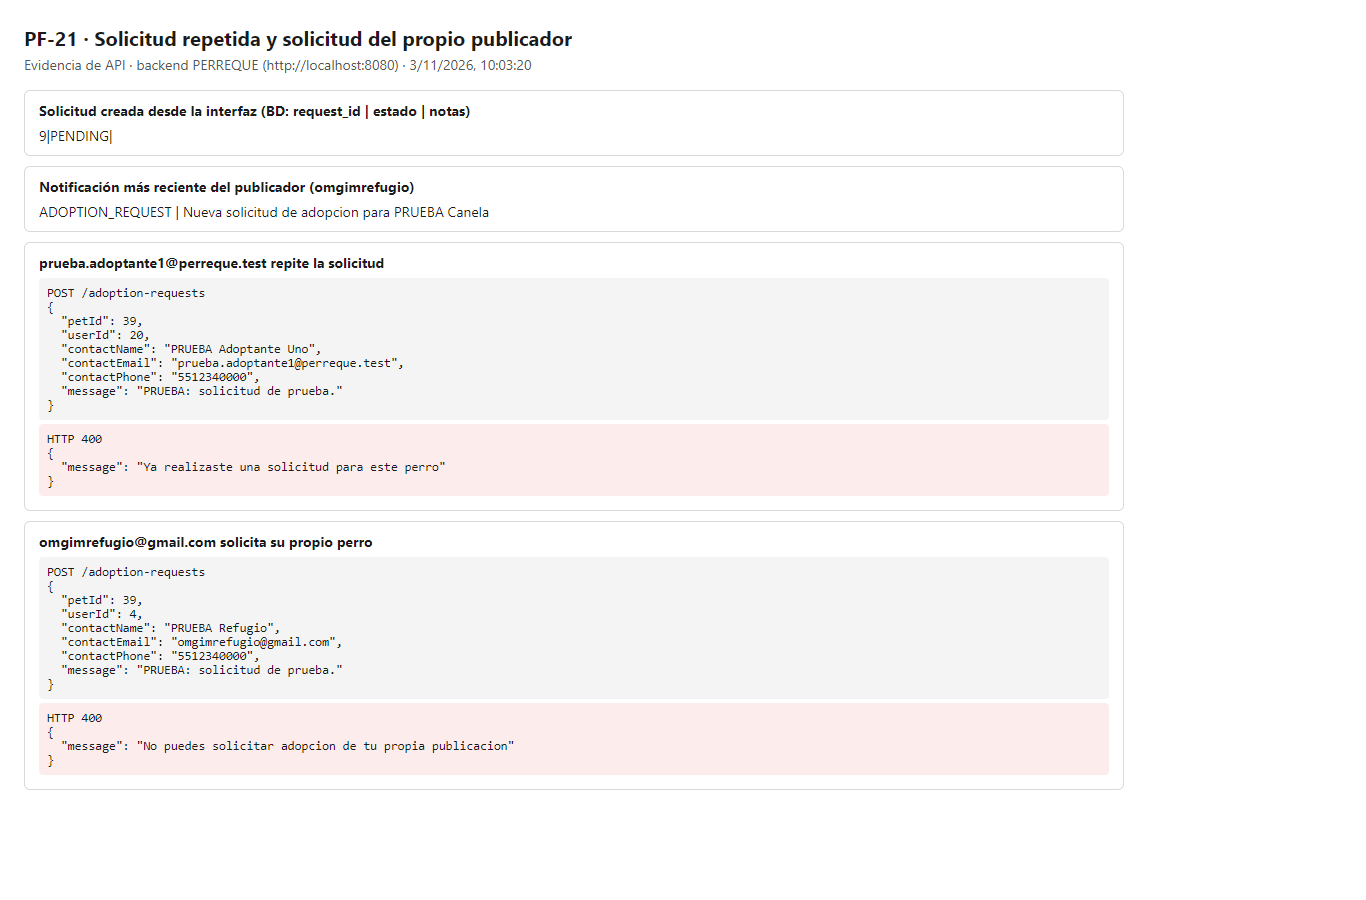 PF-21 · Solicitud repetida y solicitud del propio publicador
Evidencia de API · backend PERREQUE (http://localhost:8080) · 3/11/2026, 10:03:20
Solicitud creada desde la interfaz (BD: request_id | estado | notas)
9|PENDING|
Notificación más reciente del publicador (omgimrefugio)
ADOPTION_REQUEST | Nueva solicitud de adopcion para PRUEBA Canela
prueba.adoptante1@perreque.test repite la solicitud
POST /adoption-requests
{
  "petId": 39,
  "userId": 20,
  "contactName": "PRUEBA Adoptante Uno",
  "contactEmail": "prueba.adoptante1@perreque.test",
  "contactPhone": "5512340000",
  "message": "PRUEBA: solicitud de prueba."
}
HTTP 400
{
  "message": "Ya realizaste una solicitud para este perro"
}
omgimrefugio@gmail.com solicita su propio perro
POST /adoption-requests
{
  "petId": 39,
  "userId": 4,
  "contactName": "PRUEBA Refugio",
  "contactEmail": "omgimrefugio@gmail.com",
  "contactPhone": "5512340000",
  "message": "PRUEBA: solicitud de prueba."
}
HTTP 400
{
  "message": "No puedes solicitar adopcion de tu propia publicacion"
}